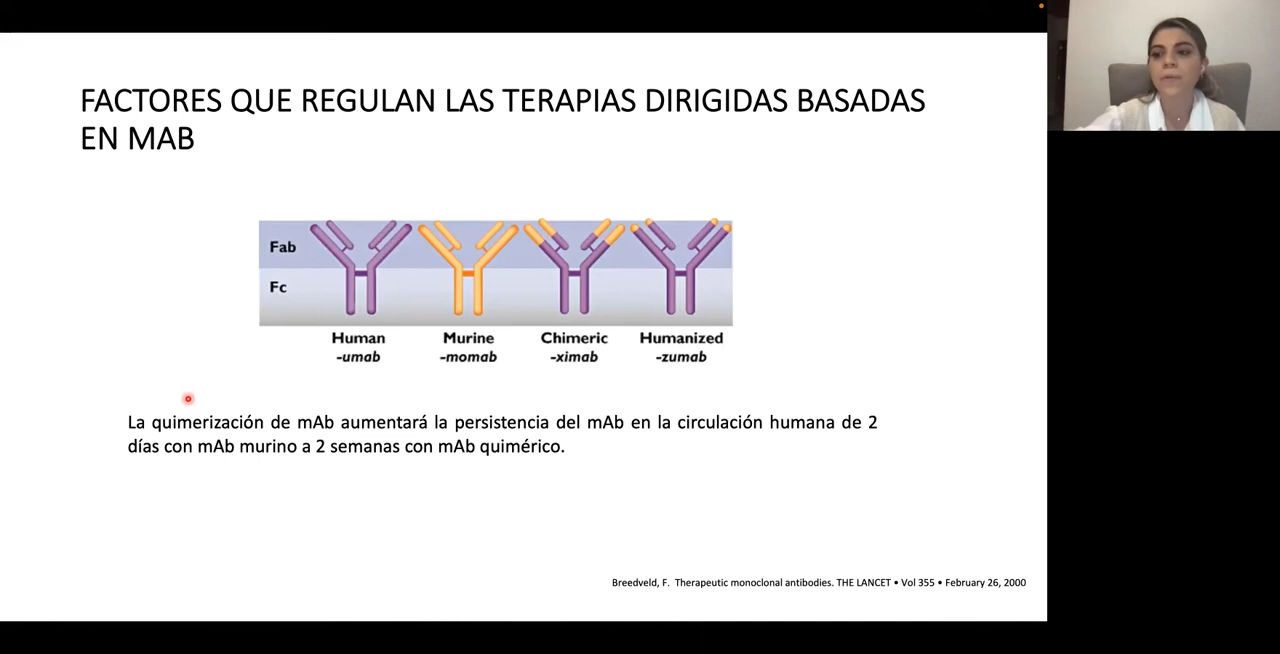 FACTORES QUE REGULAN LAS TERAPIAS DIRIGIDAS BASADAS
EN MAB
Fab
Fc
Human Murine Chimeric Humanized
-umab -momab -ximab -zumab
La quimerización de mAb aumentará la persistencia del mAb en la circulación humana de 2
días con mAb murino a 2 semanas con mAb quimérico.
Breedveld, F. Therapeutic monoclonal antibodies. THE LANCET • Vol 355 • February 26, 2000